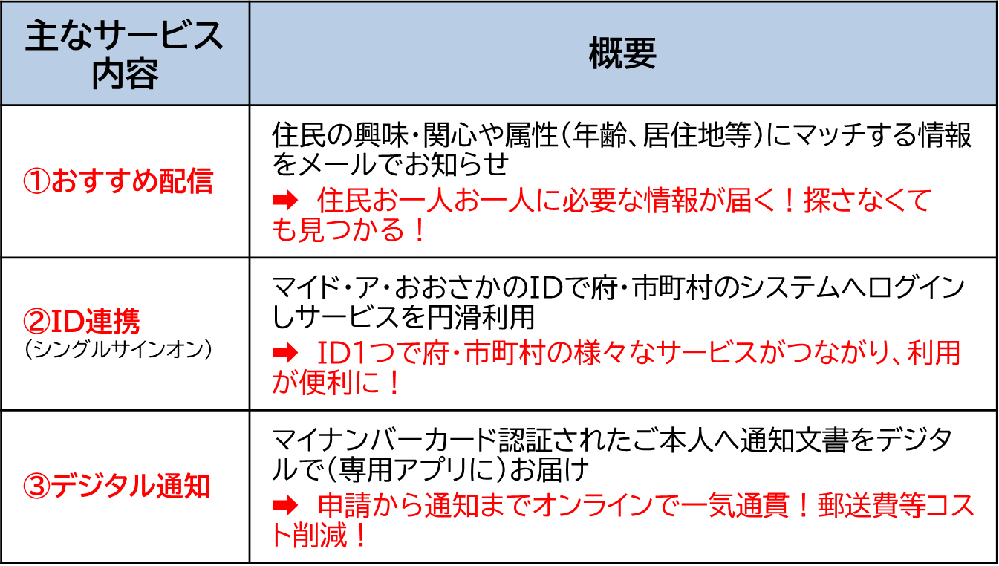 主なサービス
内容
概要
①おすすめ配信
住民の興味・関心や属性（年齢、居住地等）にマッチする情報
をメールでお知らせ
➡ 住民お一人お一人に必要な情報が届く！探さなくて
も見つかる！
②ID連携
（シングルサインオン）
マイド・ア・おおさかのIDで府・市町村のシステムへログイン
しサービスを円滑利用
➡ ID1つで府・市町村の様々なサービスがつながり、利用
が便利に！
③デジタル通知
マイナンバーカード認証されたご本人へ通知文書をデジタ
ルで（専用アプリに）お届け
➡ 申請から通知までオンラインで一気通貫！郵送費等コス
ト削減！